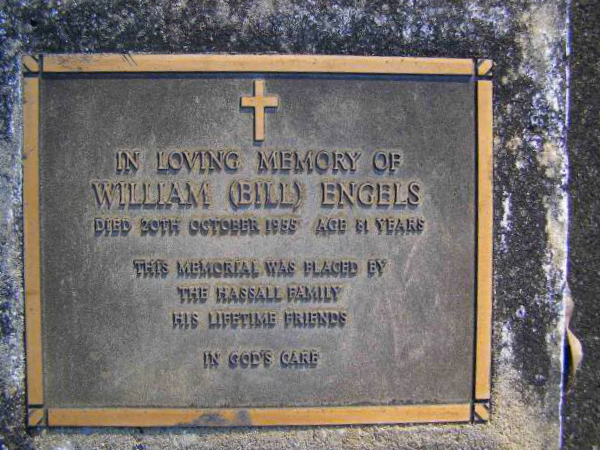 IN LOVING MEMORY OF
WILLIAM (BILL) ENGELS
DIED 20TH OCTOBER 1955 AGE 81 YEARS
THIS MEMORIAL WAS PLACED BY
THE HASSALL FAMILY
HIS LIFETIME FRIENDS
IN GOD'S CARE